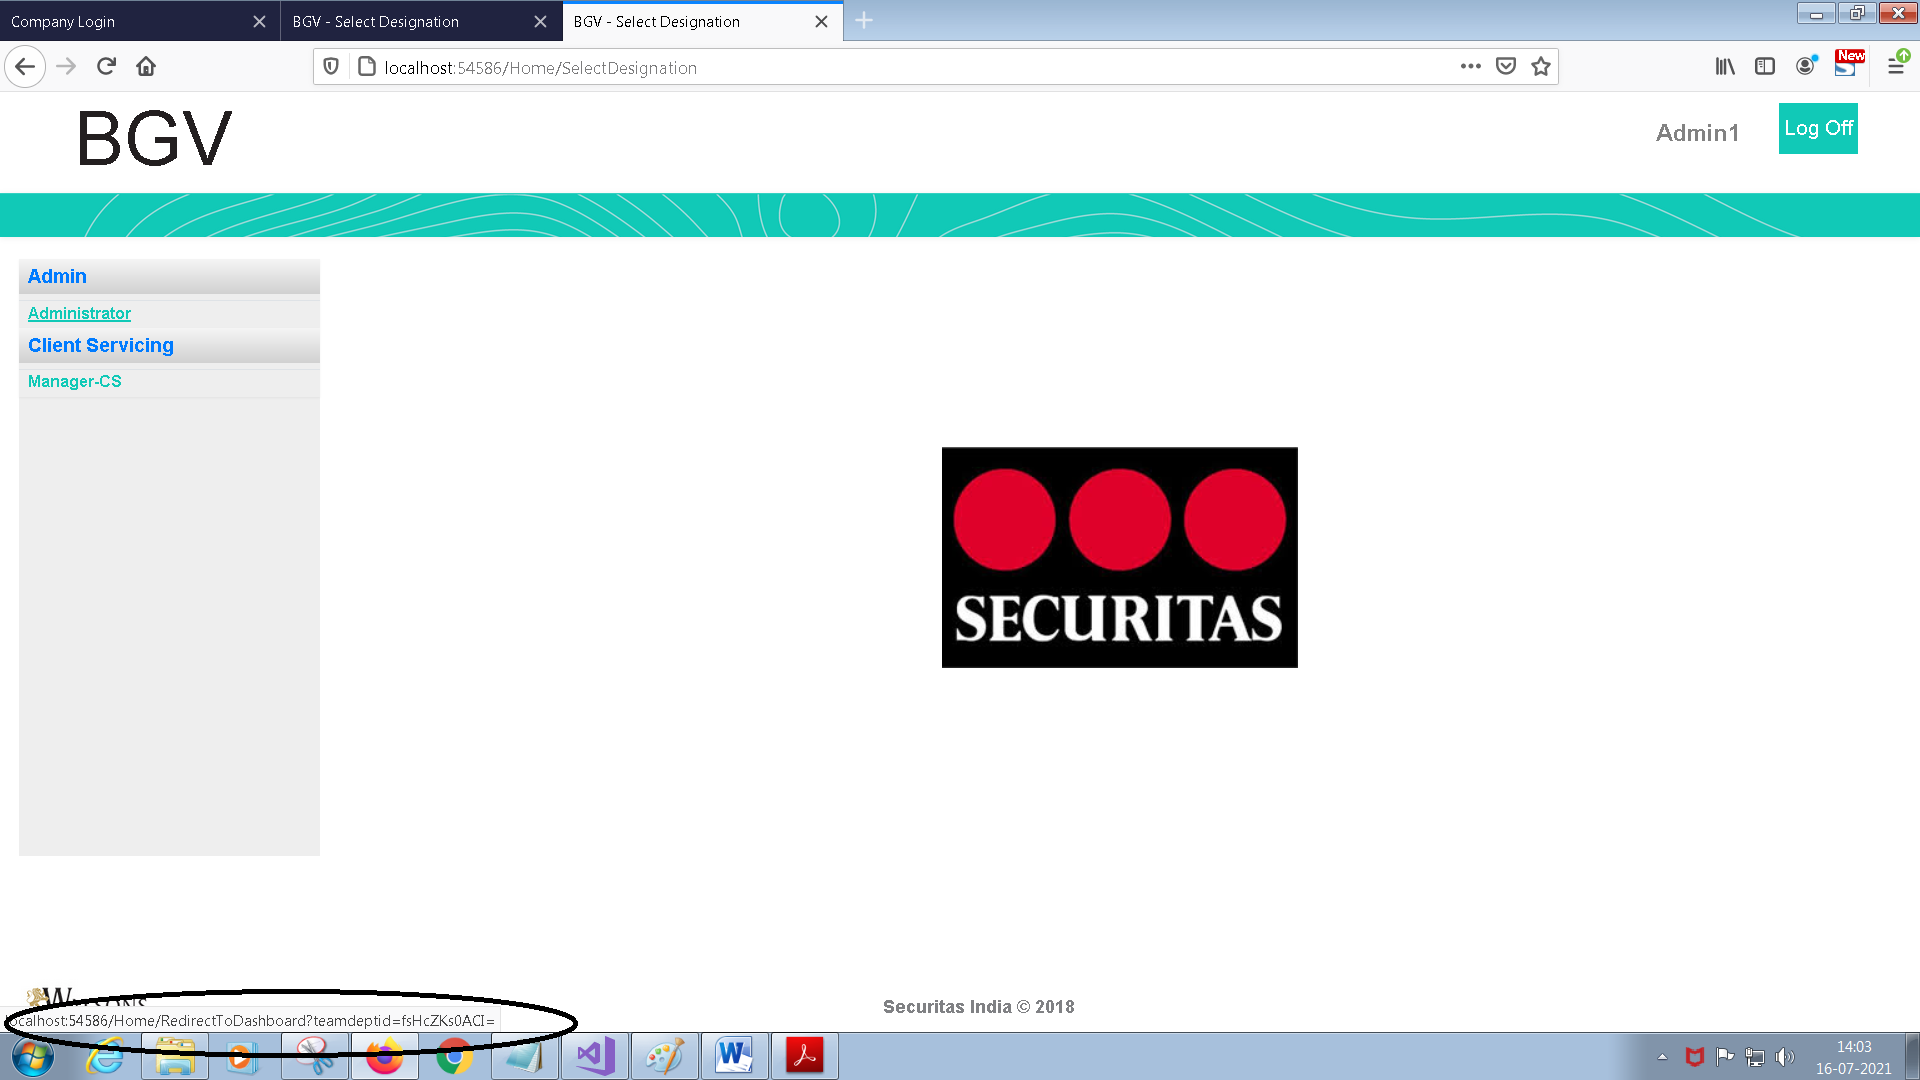 Company Login
BGV - Select Designation
BGV - Select Designation
localhost:54586/Home/SelectDesignation
New
BGV
Admin1
Log Off
Admin
Administrator
Client Servicing
Manager-CS
SECURITAS
Securitas India © 2018
localhost:54586/Home/RedirectToDashboard?teamdeptid=fsHcZKs0ACI=
14:03
16-07-2021